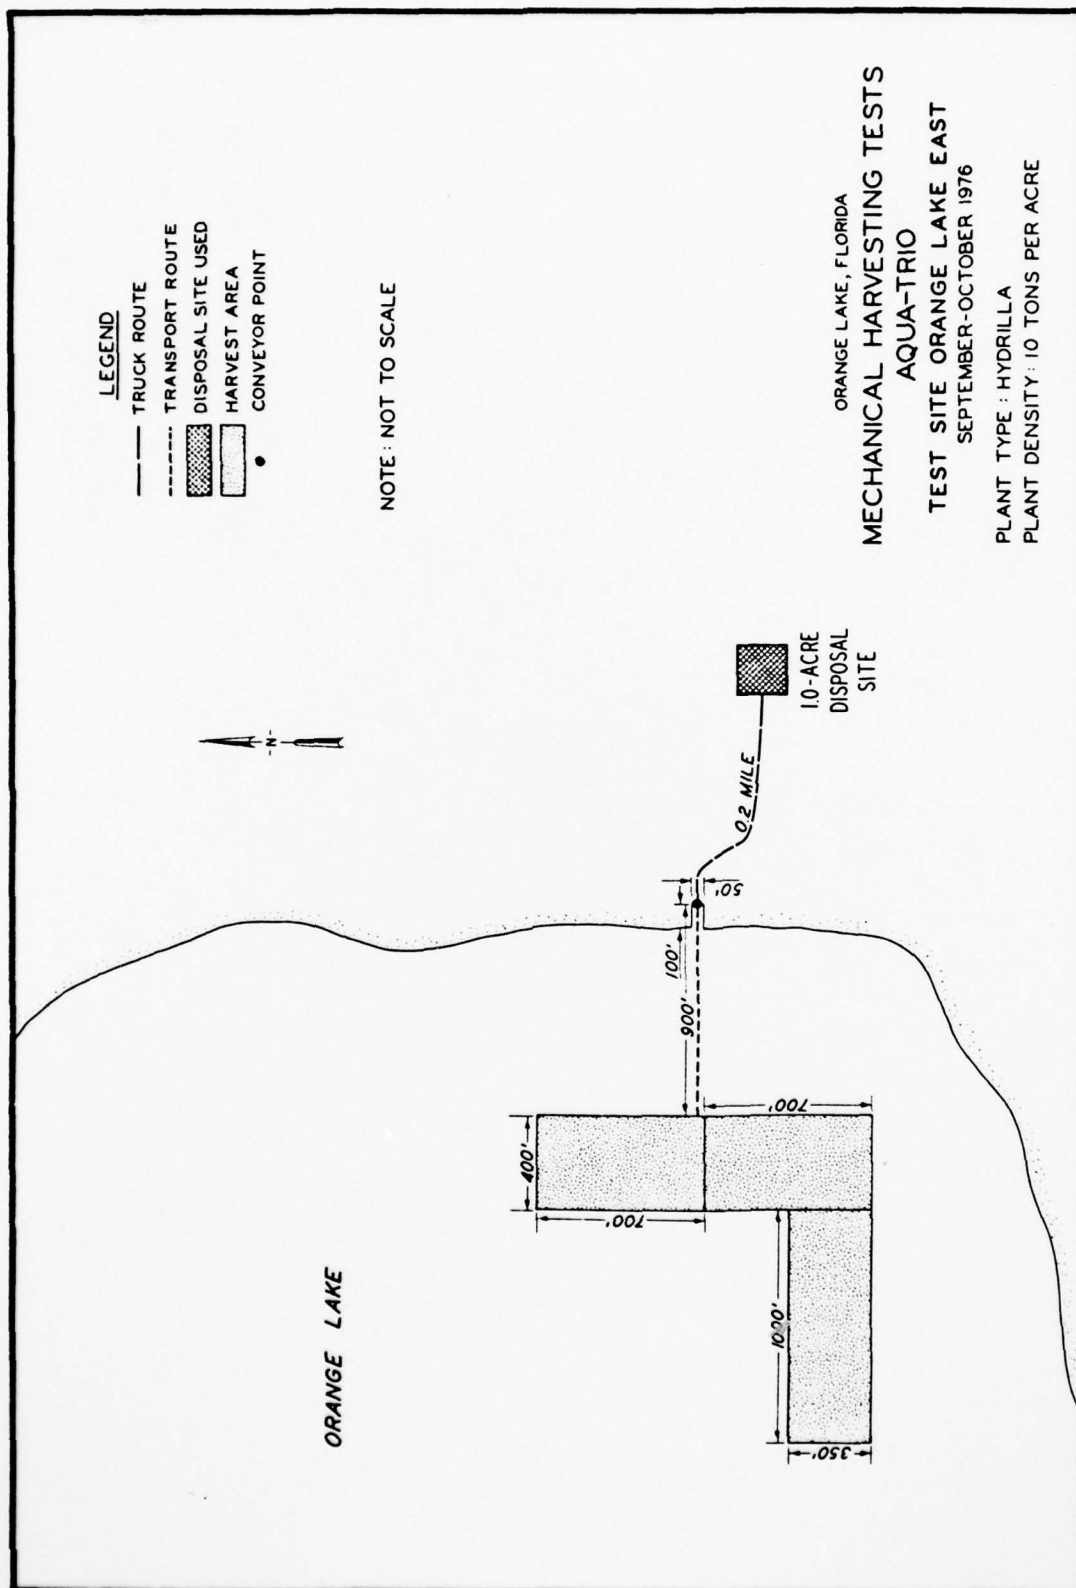 LEGEND
TRUCK ROUTE
TRANSPORT ROUTE
DISPOSAL SITE USED
HARVEST AREA
CONVEYOR POINT
NOTE: NOT TO SCALE
N
ORANGE LAKE
400'
700'
700'
1000'
350'
900'
100'
50'
0.2 MILE
1.0-ACRE
DISPOSAL
SITE
ORANGE LAKE, FLORIDA
MECHANICAL HARVESTING TESTS
AQUA-TRIO
TEST SITE ORANGE LAKE EAST
SEPTEMBER-OCTOBER 1976
PLANT TYPE: HYDRILLA
PLANT DENSITY: 10 TONS PER ACRE